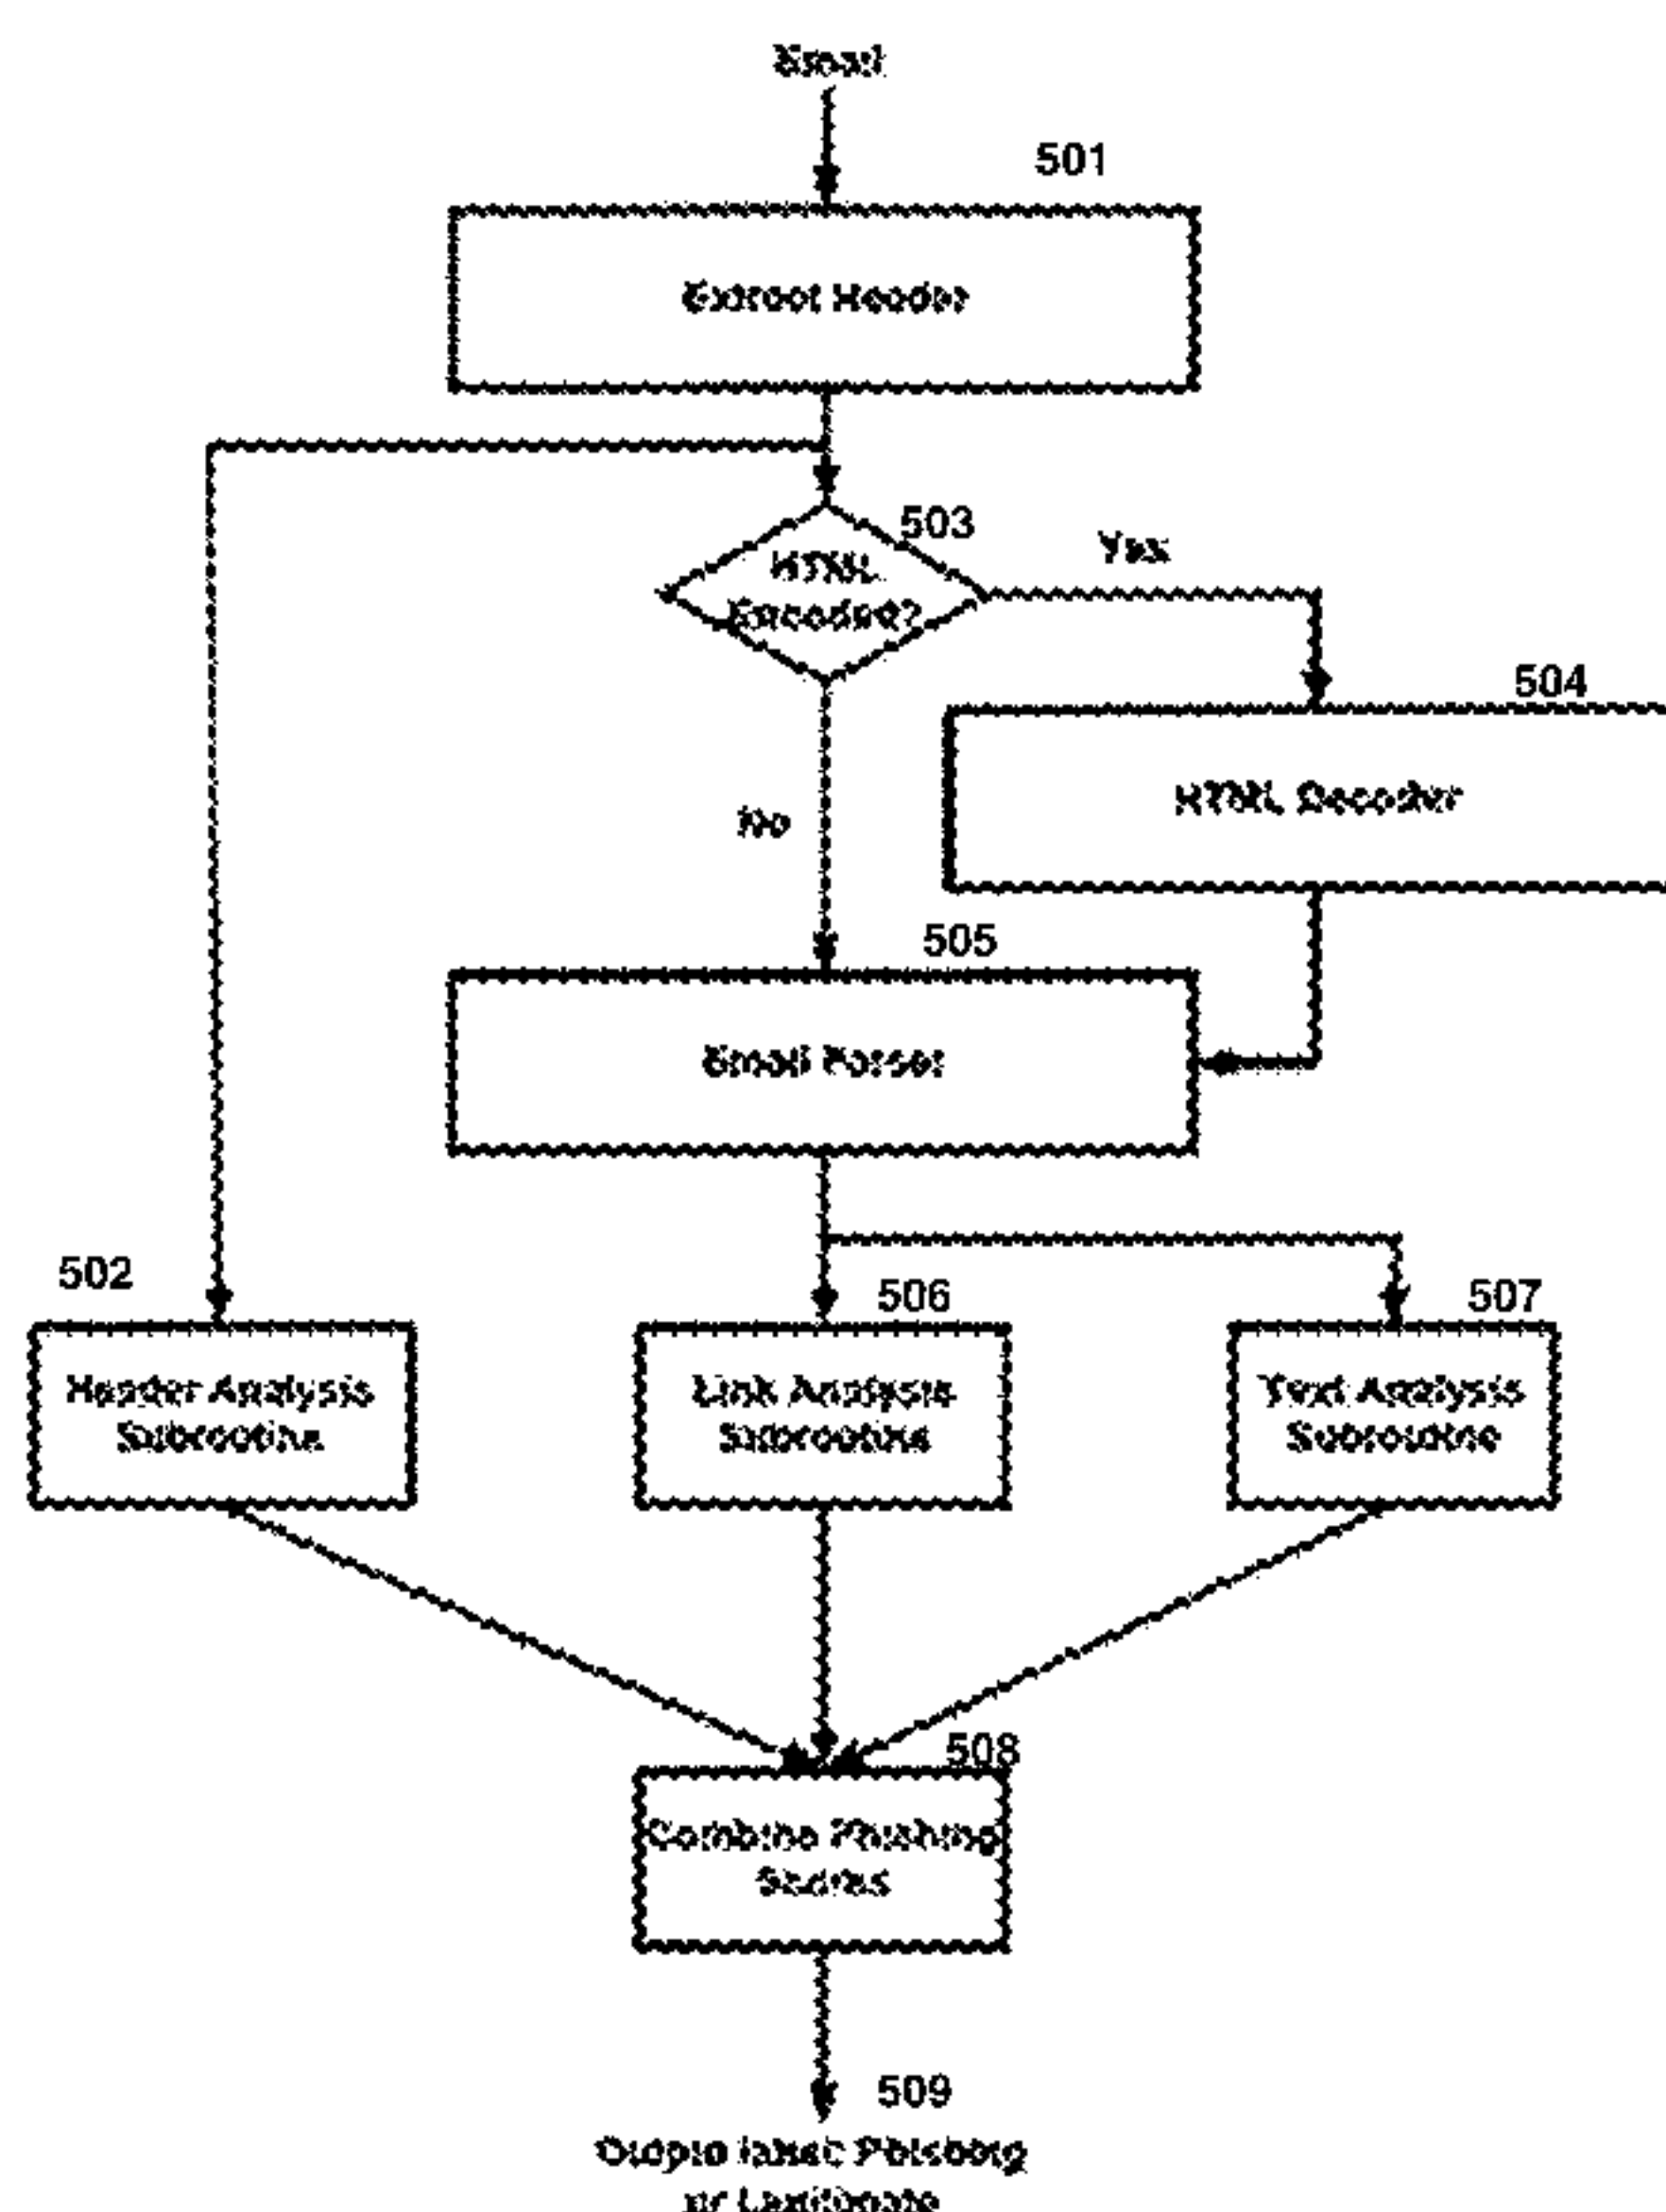 Email
501
Extract Header
503
HTML
Encoded?
Yes
504
HTML Decoder
No
505
Email Parser
502
506
507
Header Analysis
Subroutine
Link Analysis
Subroutine
Text Analysis
Subroutine
508
Combine Phishing
Scores
509
Output label: Phishing
or Legitimate